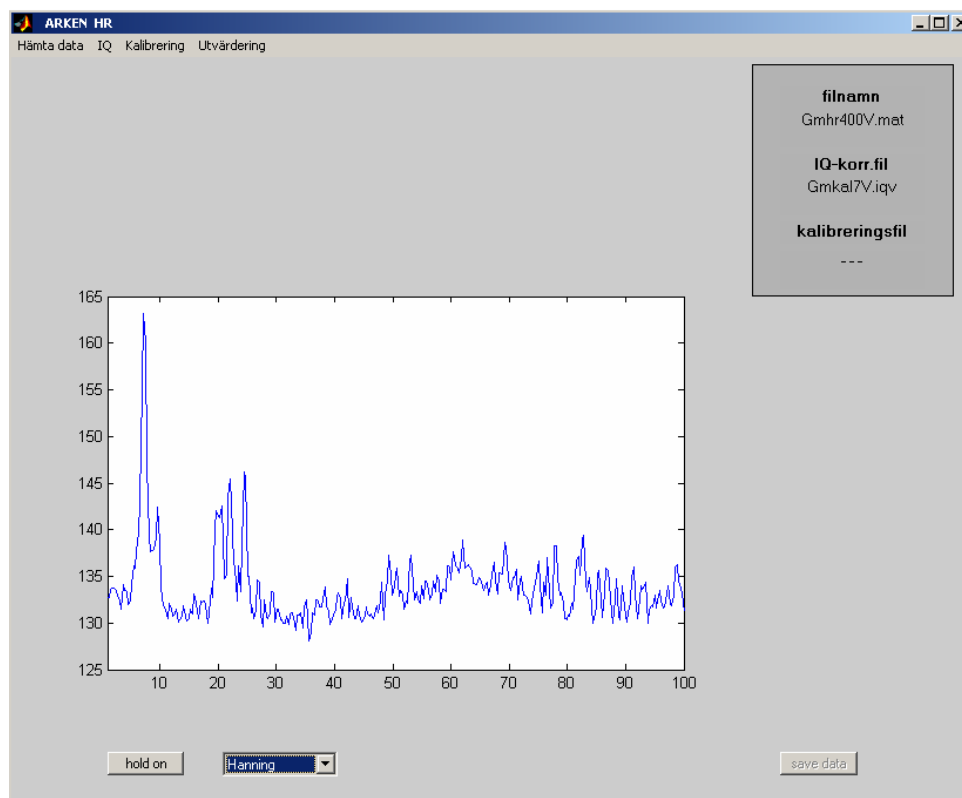 ARKEN HR
Hämta data IQ Kalibrering Utvärdering
filnamn
Gmhr400V.mat
IQ-korr.fil
Gmkal7V.iqv
kalibreringsfil
---
165
160
155
150
145
140
135
130
125
10 20 30 40 50 60 70 80 90 100
hold on Hanning save data